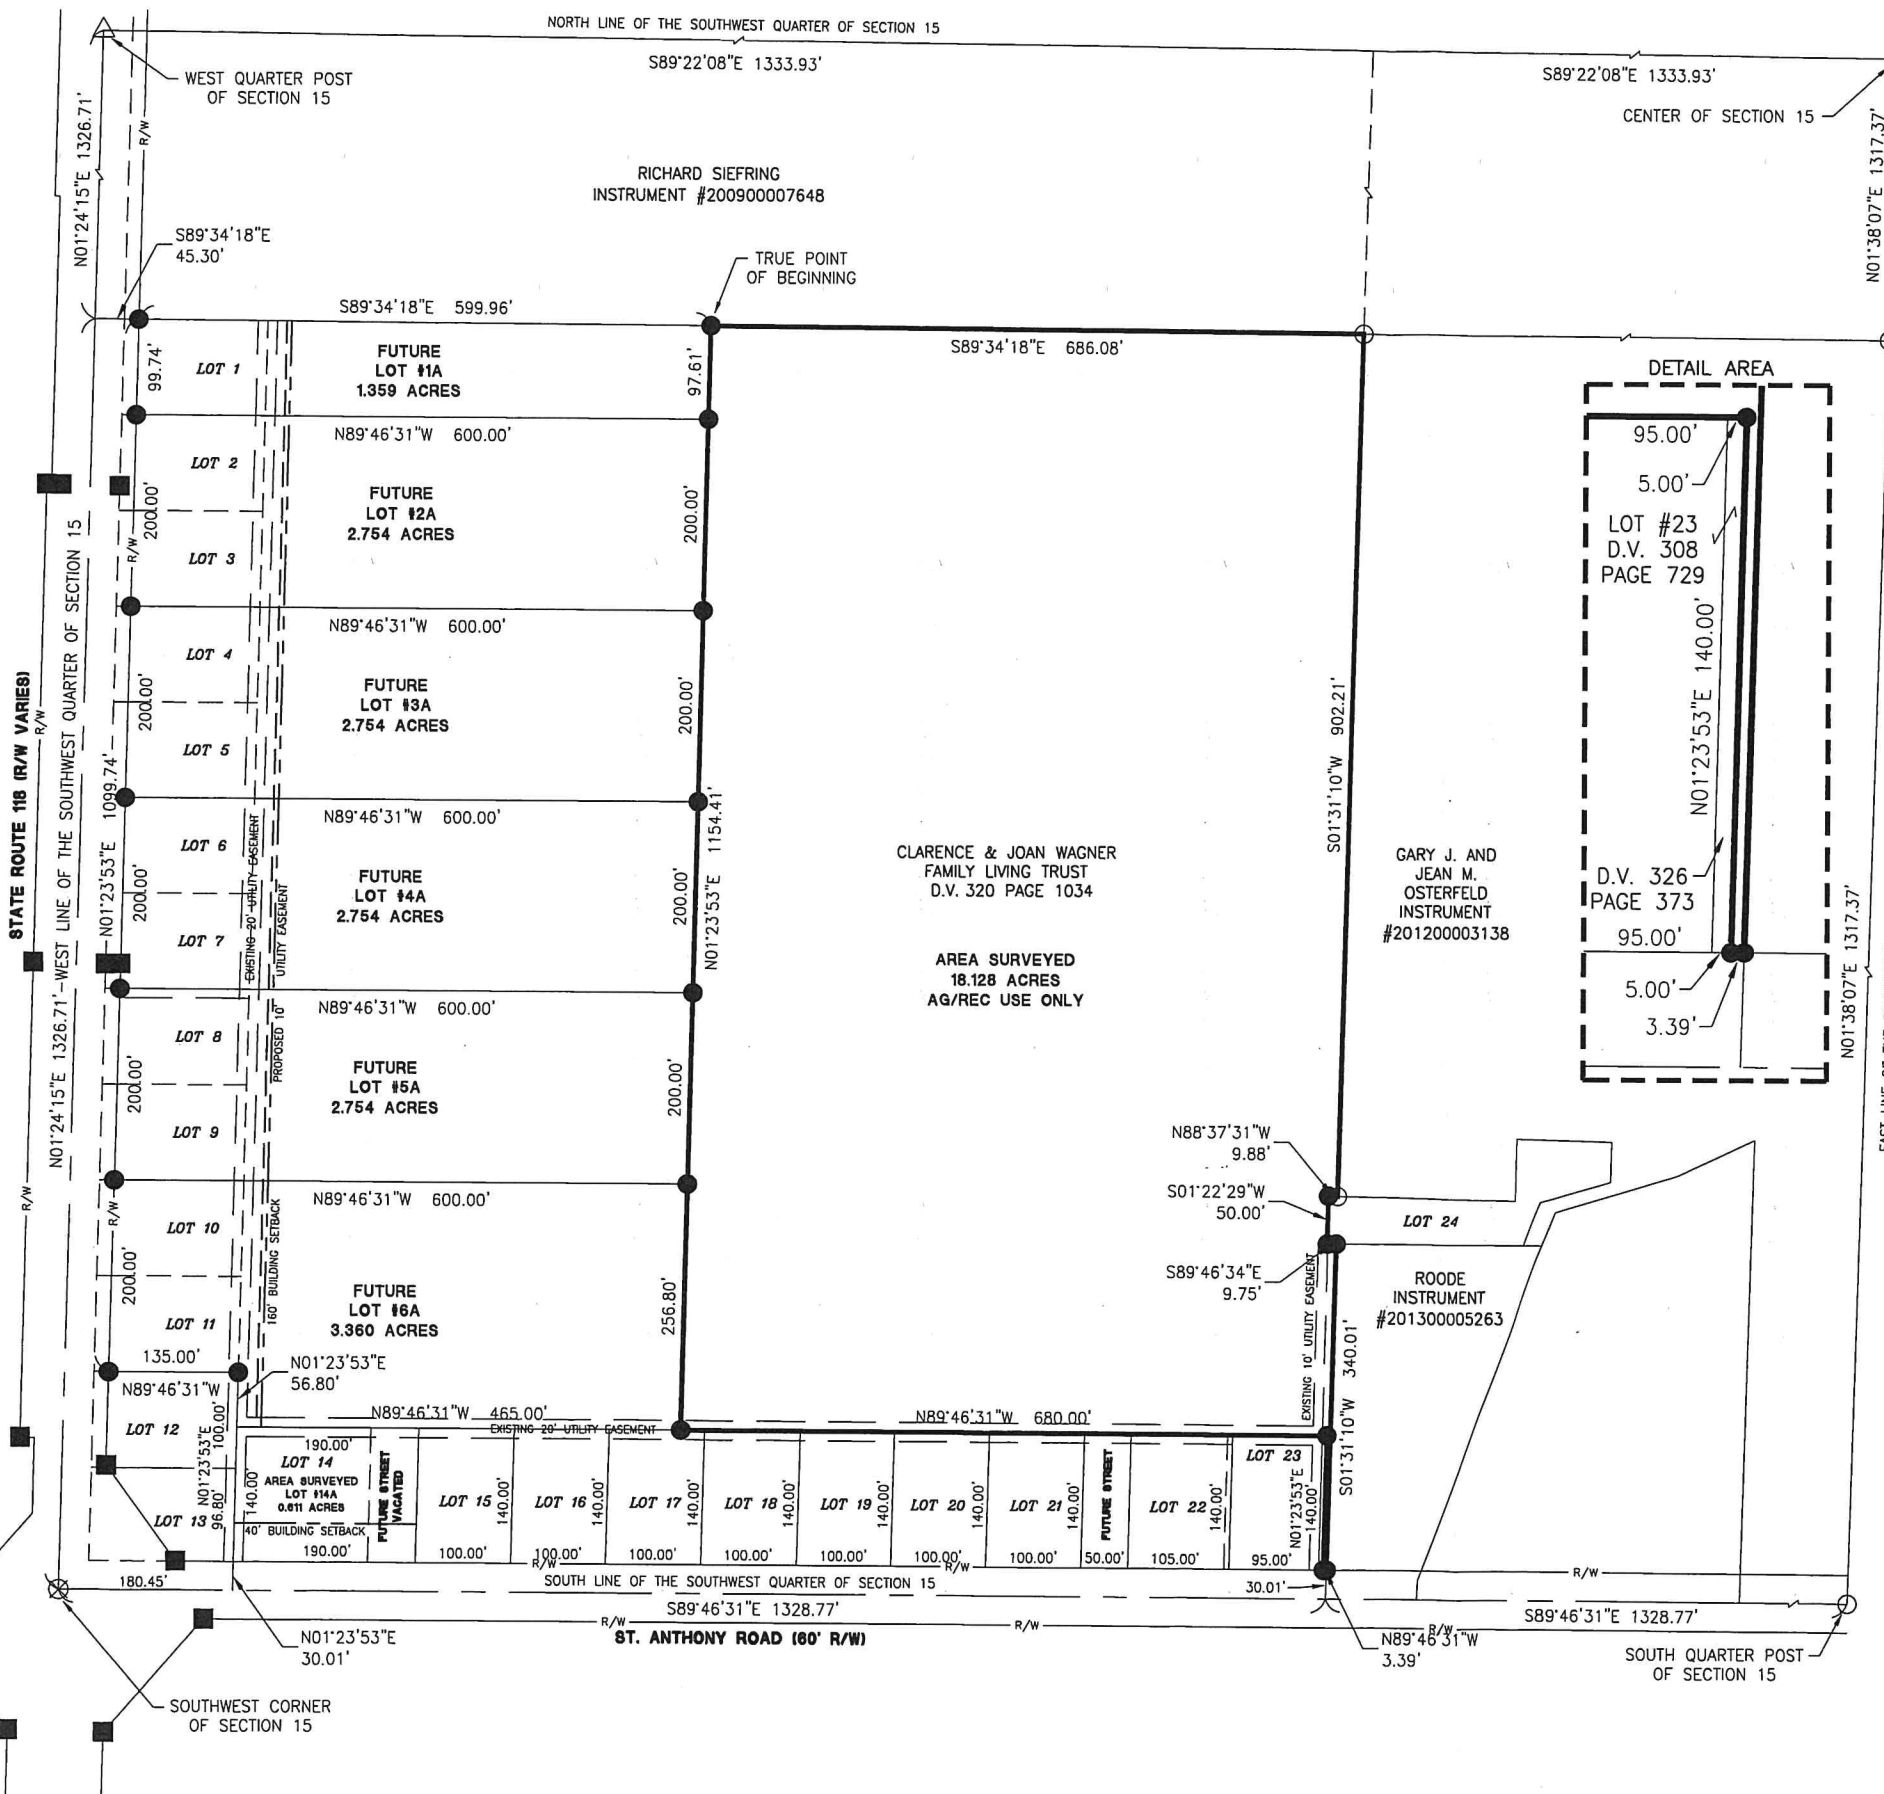 NORTH LINE OF THE SOUTHWEST QUARTER OF SECTION 15
S89°22'08"E 1333.93'
S89°22'08"E 1333.93'
WEST QUARTER POST
OF SECTION 15
CENTER OF SECTION 15
N01°24'15"E 1326.71'
R/W
N01°38'07"E 1317.37'
RICHARD SIEFRING
INSTRUMENT #200900007648
S89°34'18"E
45.30'
TRUE POINT
OF BEGINNING
S89°34'18"E 599.96'
S89°34'18"E 686.08'
99.74'
LOT 1
FUTURE
LOT #1A
1.359 ACRES
97.61'
N89°46'31"W 600.00'
LOT 2
200.00'
R/W
LOT 3
FUTURE
LOT #2A
2.754 ACRES
200.00'
N89°46'31"W 600.00'
LOT 4
200.00'
LOT 5
FUTURE
LOT #3A
2.754 ACRES
200.00'
N89°46'31"W 600.00'
LOT 6
200.00'
LOT 7
FUTURE
LOT #4A
2.754 ACRES
200.00'
N89°46'31"W 600.00'
LOT 8
200.00'
LOT 9
FUTURE
LOT #5A
2.754 ACRES
200.00'
N89°46'31"W 600.00'
LOT 10
R/W
200.00'
LOT 11
FUTURE
LOT #6A
3.360 ACRES
256.80'
STATE ROUTE 118 (R/W VARIES)
R/W
R/W
N01°24'15"E 1326.71'-WEST LINE OF THE SOUTHWEST QUARTER OF SECTION 15
N01°23'53"E 1099.74'
EXISTING 20' UTILITY EASEMENT
PROPOSED 10'
UTILITY EASEMENT
160' BUILDING SETBACK
N01°23'53"E 1154.41'
CLARENCE & JOAN WAGNER
FAMILY LIVING TRUST
D.V. 320 PAGE 1034
AREA SURVEYED
18.128 ACRES
AG/REC USE ONLY
S01°31'10"W 902.21'
GARY J. AND
JEAN M.
OSTERFELD
INSTRUMENT
#201200003138
DETAIL AREA
95.00'
5.00'
LOT #23
D.V. 308
PAGE 729
N01°23'53"E 140.00'
D.V. 326
PAGE 373
95.00'
5.00'
3.39'
N01°38'07"E 1317.37'
N88°37'31"W
9.88'
S01°22'29"W
50.00'
S89°46'34"E
9.75'
LOT 24
ROODE
INSTRUMENT
#201300005263
EXISTING 10' UTILITY EASEMENT
S01°31'10"W 340.01'
135.00'
N89°46'31"W
N01°23'53"E
56.80'
LOT 12
N01°23'53"E
100.00'
96.80'
LOT 13
N89°46'31"W 465.00'
EXISTING 20' UTILITY EASEMENT
N89°46'31"W 680.00'
190.00'
LOT 14
AREA SURVEYED
LOT #14A
0.611 ACRES
140.00'
40' BUILDING SETBACK
190.00'
FUTURE STREET
VACATED
LOT 15
140.00'
100.00'
LOT 16
140.00'
100.00'
LOT 17
140.00'
100.00'
LOT 18
140.00'
100.00'
LOT 19
140.00'
100.00'
LOT 20
140.00'
100.00'
LOT 21
140.00'
100.00'
FUTURE STREET
50.00'
LOT 22
140.00'
105.00'
LOT 23
N01°23'53"E
140.00'
95.00'
R/W
R/W
R/W
180.45'
SOUTH LINE OF THE SOUTHWEST QUARTER OF SECTION 15
30.01'
S89°46'31"E 1328.77'
S89°46'31"E 1328.77'
R/W
R/W
R/W
ST. ANTHONY ROAD (60' R/W)
N01°23'53"E
30.01'
N89°46'31"W
3.39'
SOUTH QUARTER POST
OF SECTION 15
SOUTHWEST CORNER
OF SECTION 15